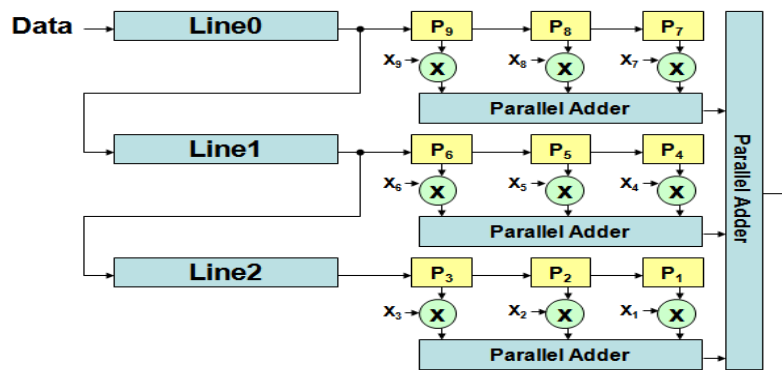 Data Line0 P₉ P₈ P₇
X₉ X X₈ X X₇ X
Parallel Adder
Line1 P₆ P₅ P₄
X₆ X X₅ X X₄ X
Parallel Adder
Line2 P₃ P₂ P₁
X₃ X X₂ X X₁ X
Parallel Adder
Parallel Adder